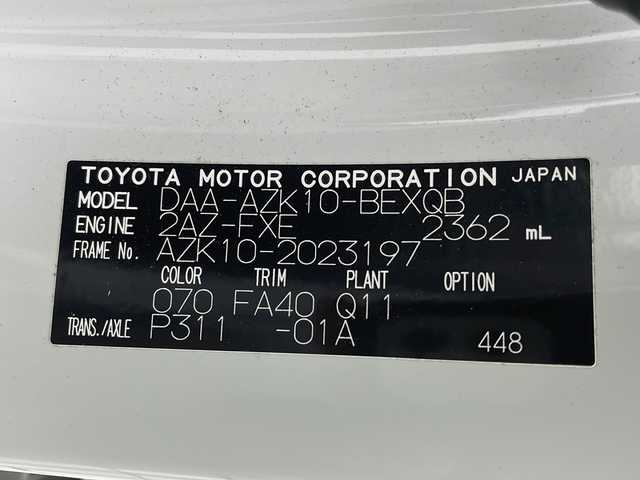 TOYOTA MOTOR CORPORATION JAPAN
MODEL DAA-AZK10-BEXQB
ENGINE 2AZ-FXE 2362 mL
FRAME No. AZK10-2023197
COLOR TRIM PLANT OPTION
070 FA40 Q11
TRANS./AXLE P311 -01A 448